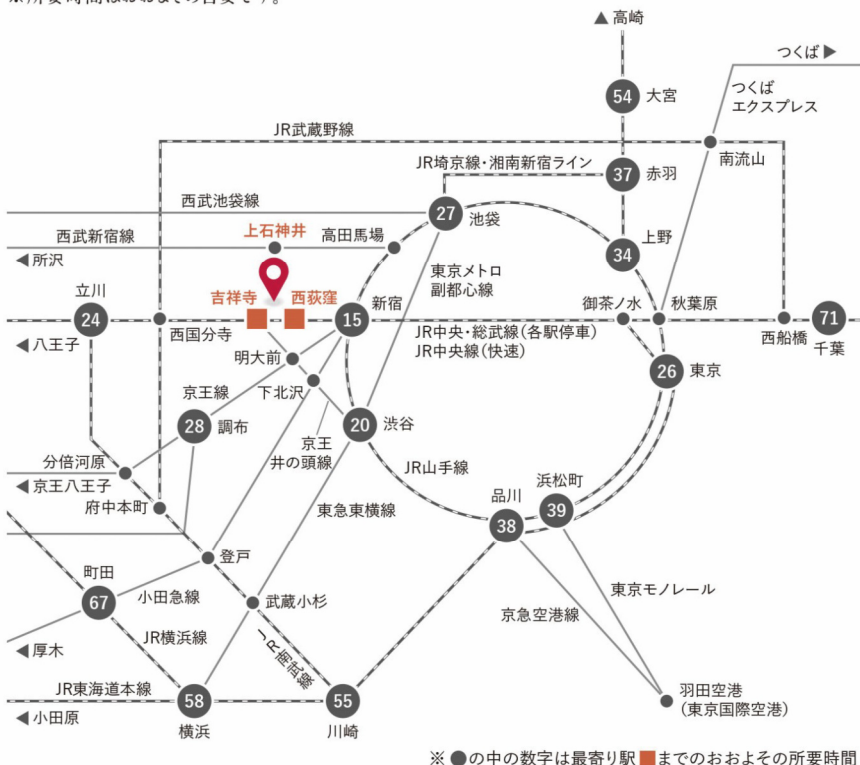 ▲高崎
つくば▶
54
大宮
つくば
エクスプレス
JR武蔵野線
南流山
JR埼京線・湘南新宿ライン
37
赤羽
西武池袋線
27
池袋
上石神井
高田馬場
西武新宿線
34
上野
◀所沢
東京メトロ
副都心線
立川
吉祥寺
西荻窪
新宿
御茶ノ水
秋葉原
24
15
71
西国分寺
JR中央・総武線(各駅停車)
西船橋
千葉
◀八王子
JR中央線(快速)
明大前
26
東京
京王線
下北沢
28
調布
20
渋谷
京王
井の頭線
分倍河原
JR山手線
◀京王八王子
浜松町
府中本町
東急東横線
品川
39
38
登戸
町田
67
小田急線
武蔵小杉
東京モノレール
京急空港線
JR横浜線
JR南武線
◀厚木
JR東海道本線
58
55
羽田空港
(東京国際空港)
◀小田原
横浜
川崎
※●の中の数字は最寄り駅■までのおおよその所要時間